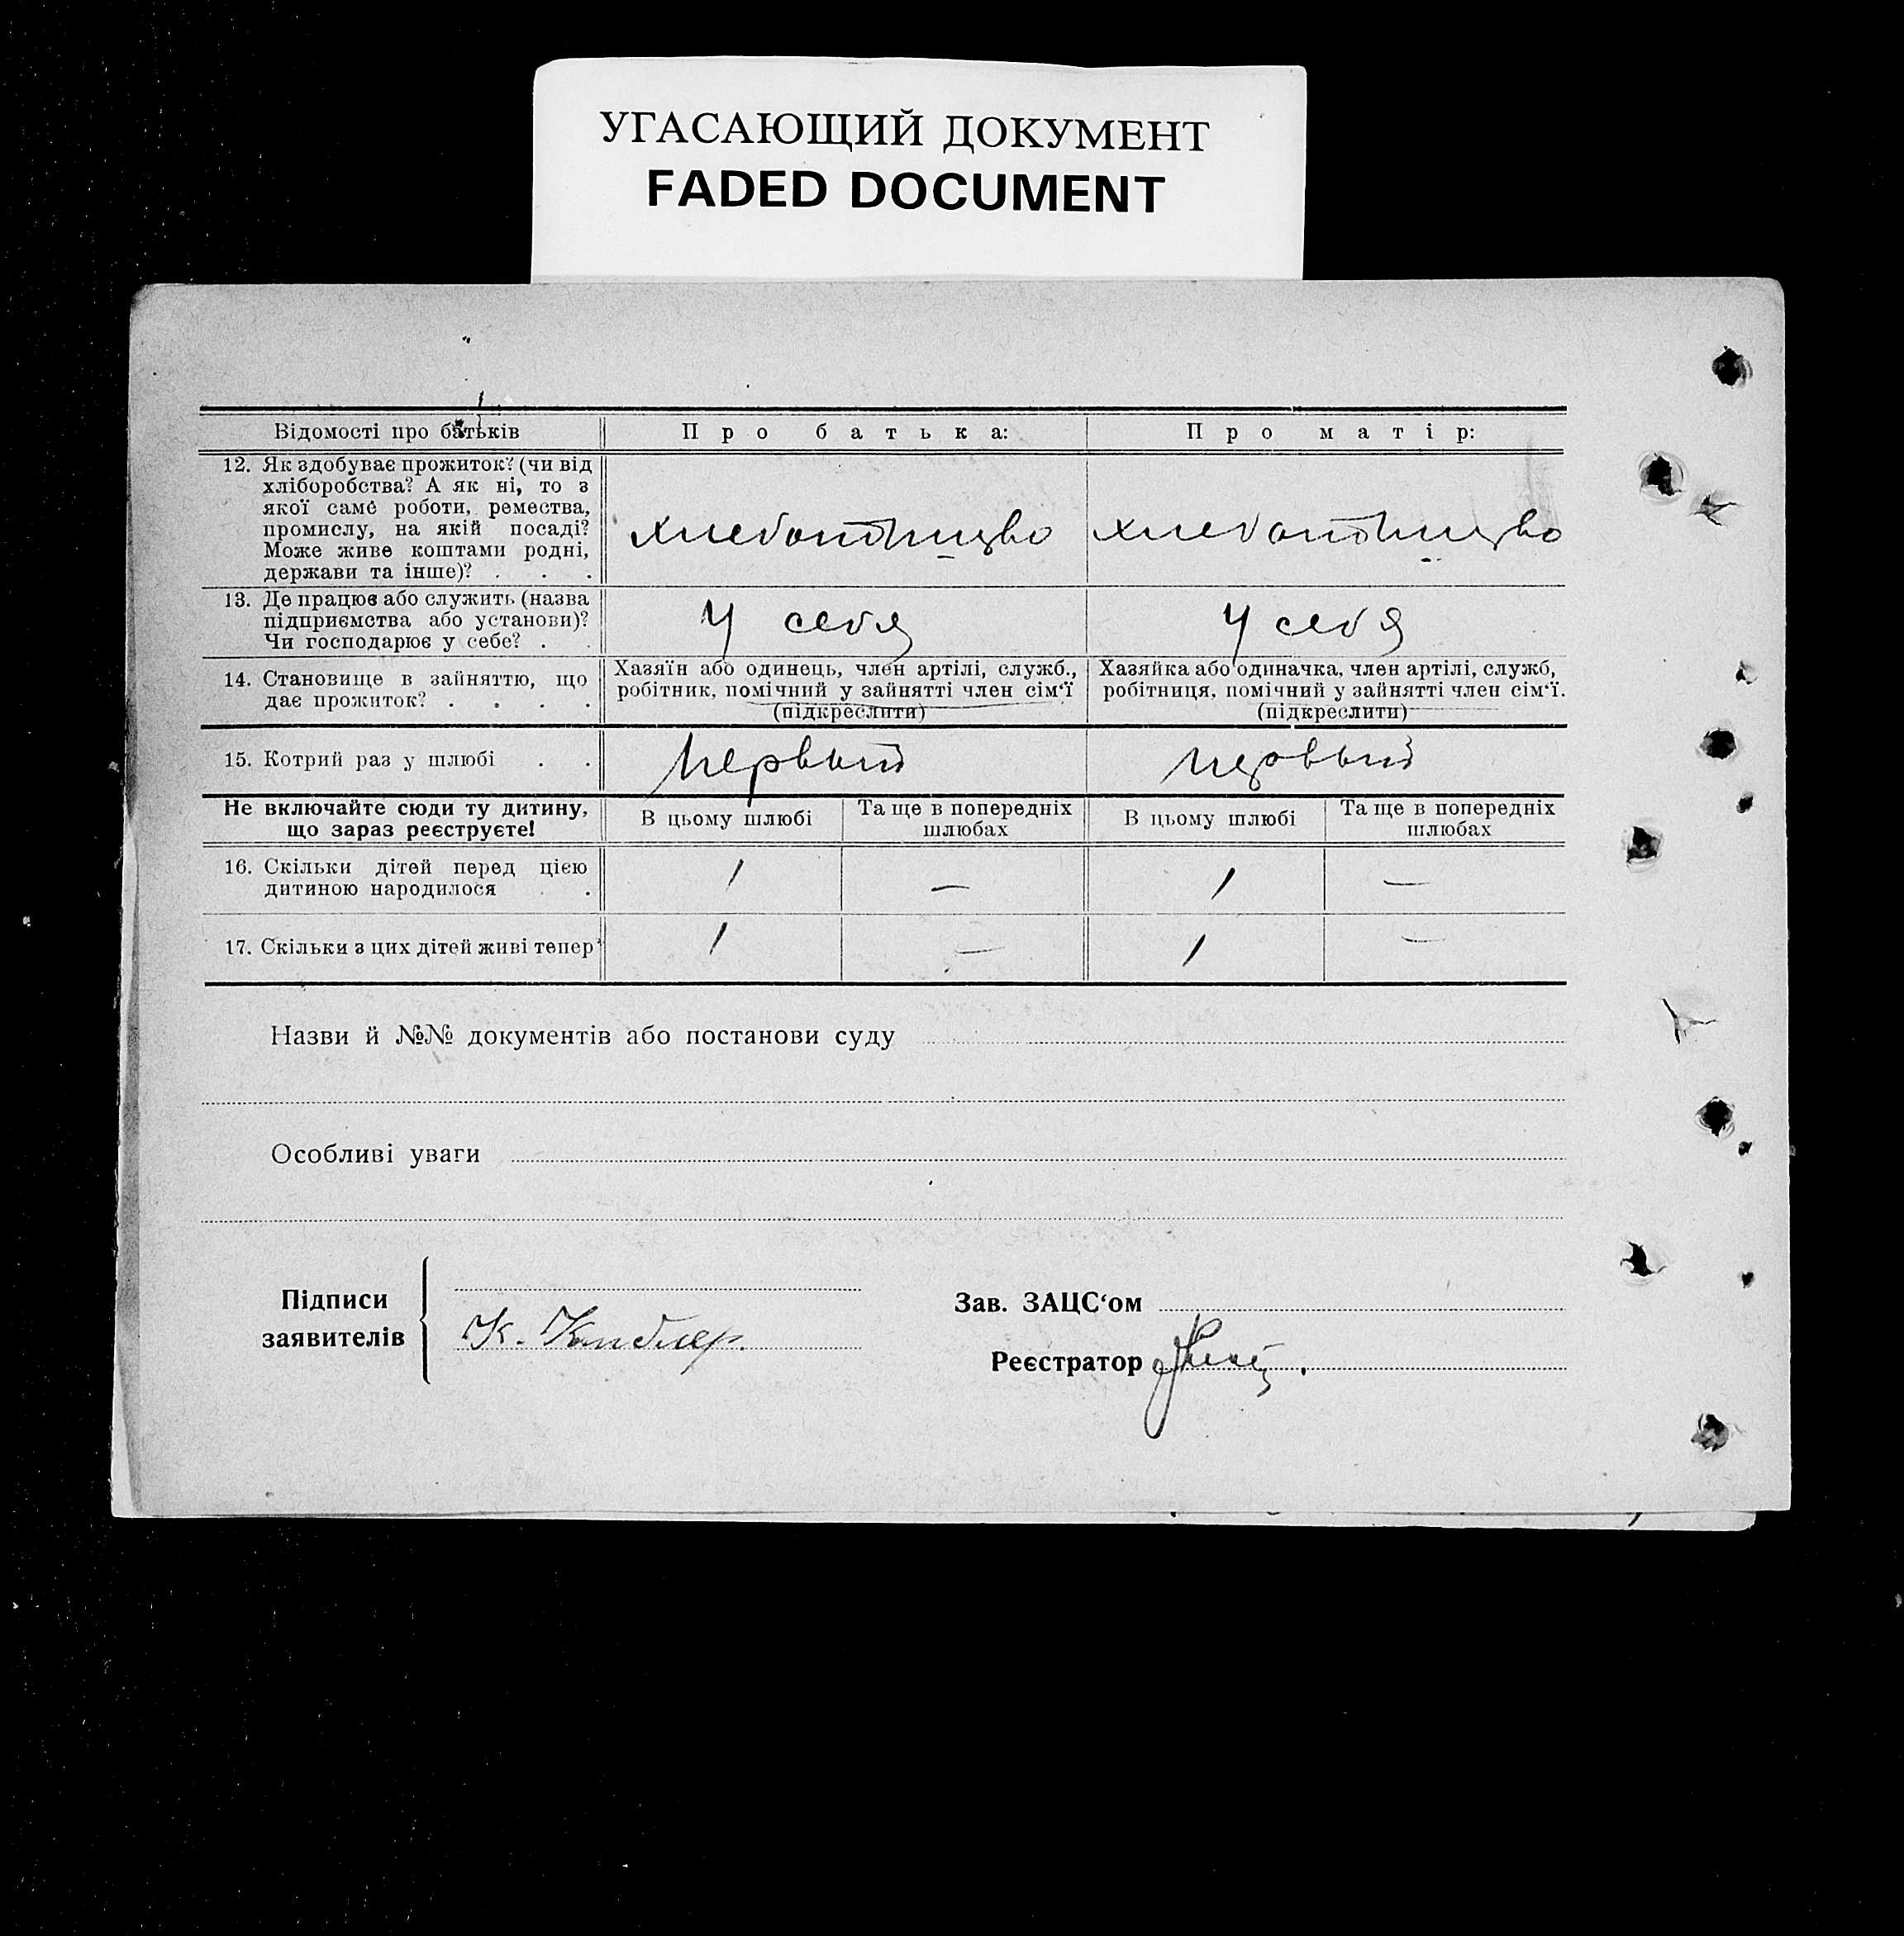 УГАСАЮЩИЙ ДОКУМЕНТ
FADED DOCUMENT
Відомості про батьків
Про батька:
Про матір:
12. Як здобуває прожиток? (чи від
хліборобства? А як ні, то з
якої саме роботи, ремества,
промислу, на якій посаді?
Може живе коштами родні,
держави та інше)? . . .
13. Де працює або служить (назва
підприємства або установи)?
Чи господарює у себе? . .
у себя
у себя
14. Становище в зайняттю, що
дає прожиток? . . . .
Хазяїн або одинець, член артілі, служб.,
робітник, помічний у зайнятті член сім‘ї
(підкреслити)
Хазяйка або одиначка, член артілі, служб,
робітниця, помічний у зайнятті член сім‘ї.
(підкреслити)
15. Котрий раз у шлюбі . .
первый
первый
Не включайте сюди ту дитину,
що зараз реєструєте!
В цьому шлюбі
Та ще в попередніх
шлюбах
В цьому шлюбі
Та ще в попередніх
шлюбах
16. Скільки дітей перед цією
дитиною народилося . .
1
—
1
—
17. Скільки з цих дітей живі тепер
1
—
1
—
Назви й №№ документів або постанови суду
Особливі уваги
Підписи
заявителів
К.
Зав. ЗАЦС‘ом
Реєстратор